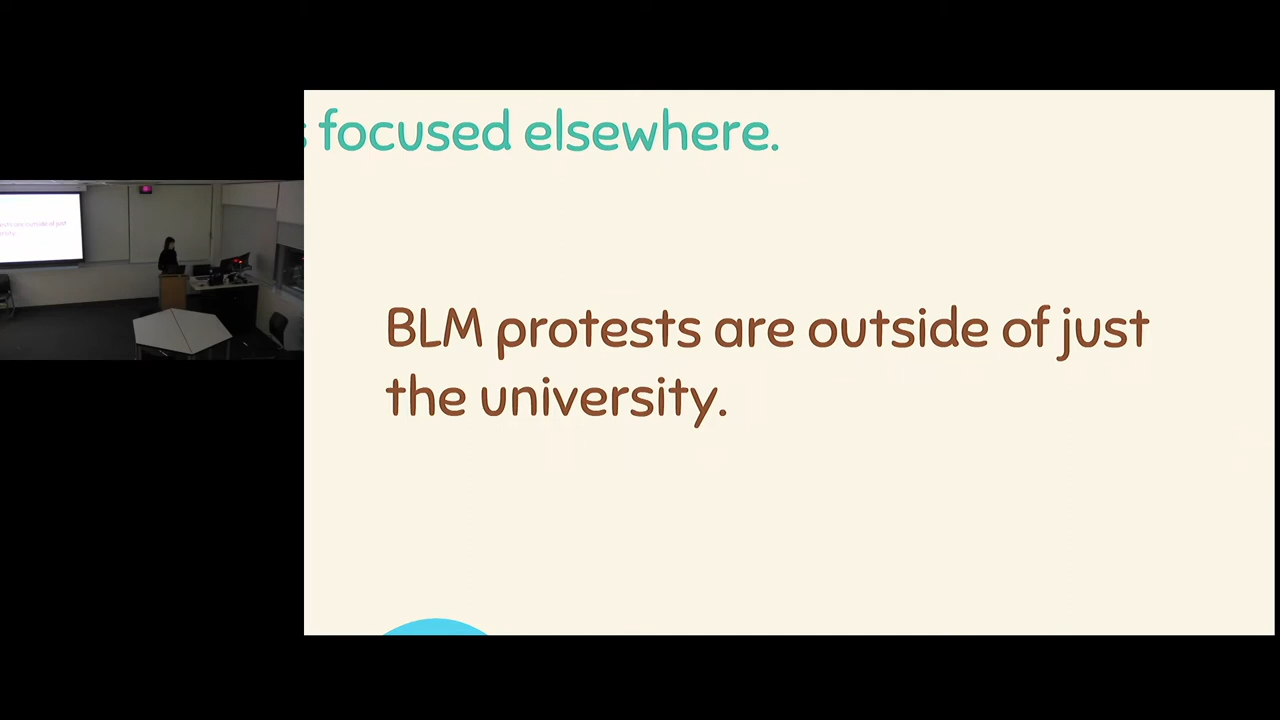 focused elsewhere.
BLM protests are outside of just
the university.